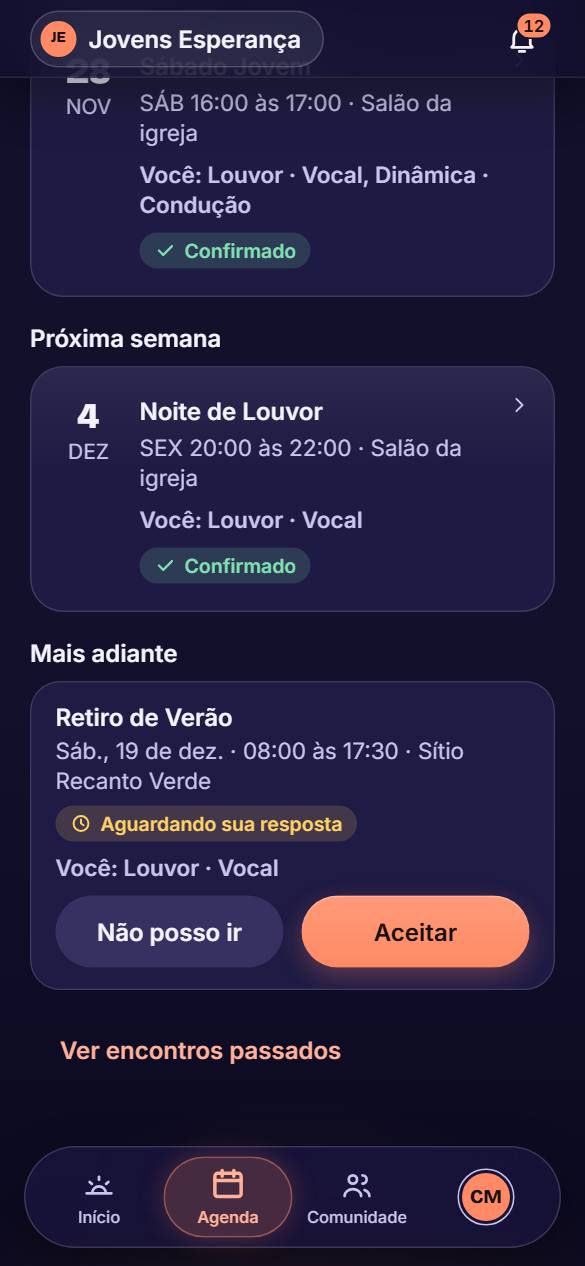 JE Jovens Esperança
12
28 Sábado Jovem
NOV
SÁB 16:00 às 17:00 · Salão da
igreja
Você: Louvor · Vocal, Dinâmica ·
Condução
Confirmado
Próxima semana
4
DEZ
Noite de Louvor
SEX 20:00 às 22:00 · Salão da
igreja
Você: Louvor · Vocal
Confirmado
Mais adiante
Retiro de Verão
Sáb., 19 de dez. · 08:00 às 17:30 · Sítio
Recanto Verde
Aguardando sua resposta
Você: Louvor · Vocal
Não posso ir
Aceitar
Ver encontros passados
Início
Agenda
Comunidade
CM